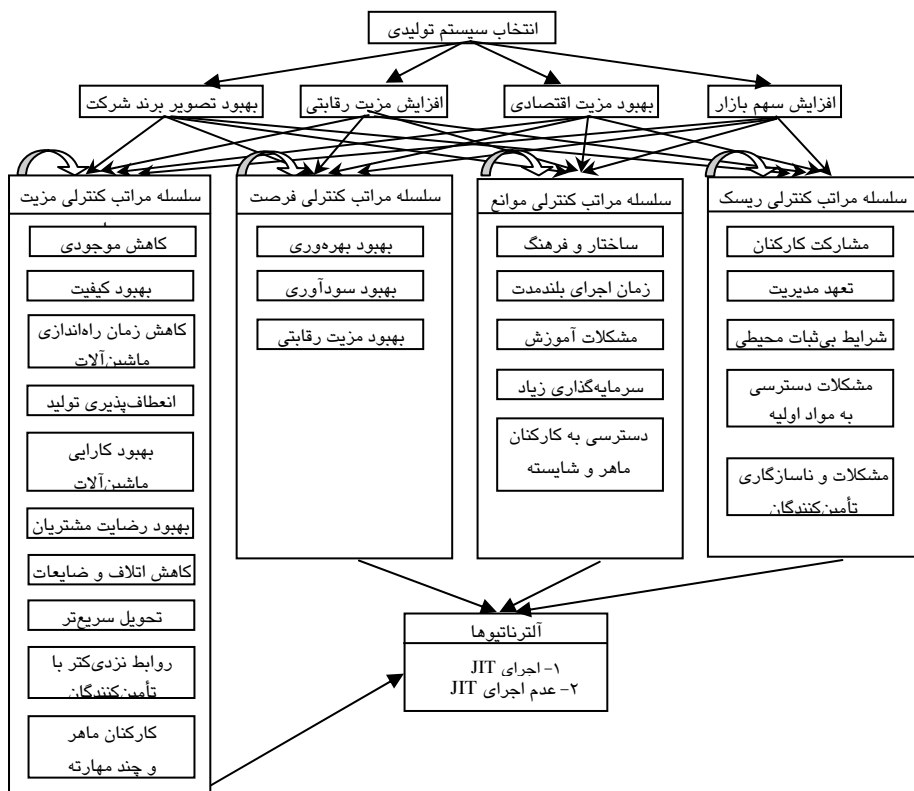 انتخاب سیستم تولیدی
افزایش سهم بازار
بهبود مزیت اقتصادی
افزایش مزیت رقابتی
بهبود تصویر برند شرکت
سلسله مراتب کنترلی ریسک
مشارکت کارکنان
تعهد مدیریت
شرایط بی‌ثبات محیطی
مشکلات دسترسی
به مواد اولیه
مشکلات و ناسازگاری
تأمین‌کنندگان
سلسله مراتب کنترلی موانع
ساختار و فرهنگ
زمان اجرای بلندمدت
مشکلات آموزش
سرمایه‌گذاری زیاد
دسترسی به کارکنان
ماهر و شایسته
سلسله مراتب کنترلی فرصت
بهبود بهره‌وری
بهبود سودآوری
بهبود مزیت رقابتی
سلسله مراتب کنترلی مزیت
کاهش موجودی
بهبود کیفیت
کاهش زمان راه‌اندازی
ماشین‌آلات
انعطاف‌پذیری تولید
بهبود کارایی
ماشین‌آلات
بهبود رضایت مشتریان
کاهش اتلاف و ضایعات
تحویل سریع‌تر
روابط نزدی‌کتر با
تأمین‌کنندگان
کارکنان ماهر
و چند مهارته
آلترناتیوها
۱- اجرای JIT
۲- عدم اجرای JIT